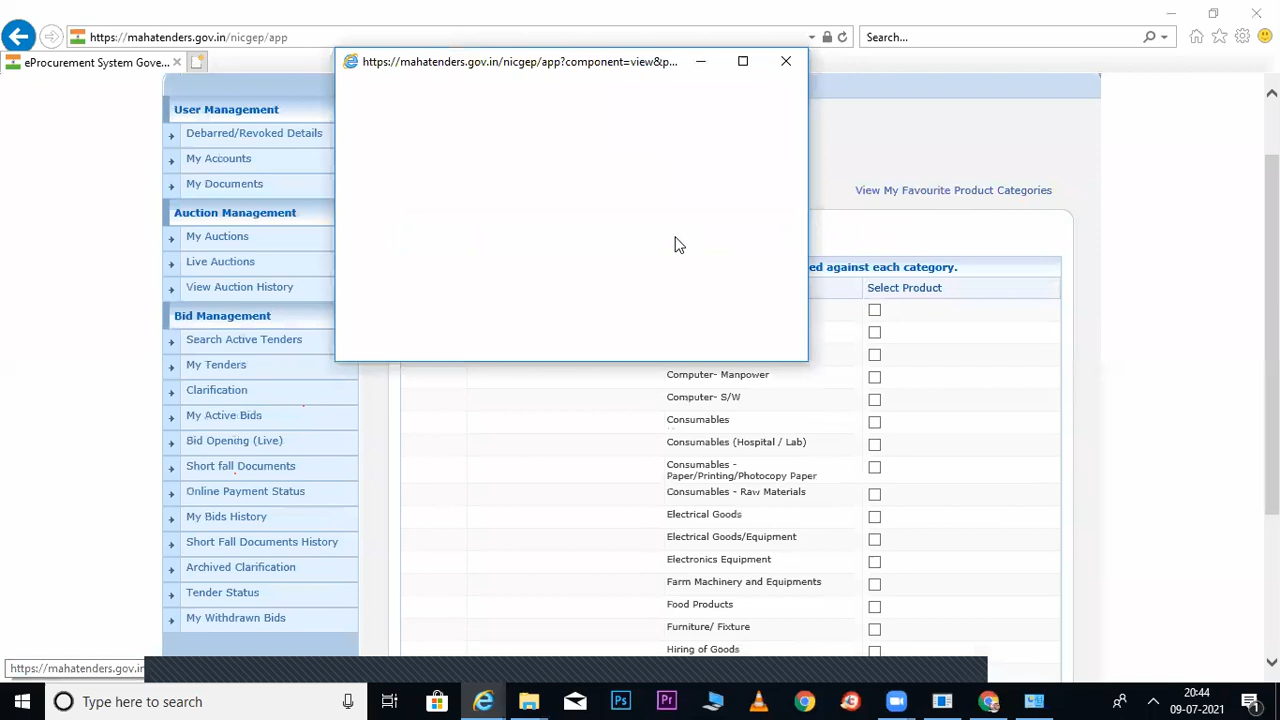 https://mahatenders.gov.in/nicgep/app
Search...
eProcurement System Gove...
https://mahatenders.gov.in/nicgep/app?component=view&p...
User Management
Debarred/Revoked Details
My Accounts
My Documents
View My Favourite Product Categories
Auction Management
My Auctions
Live Auctions
View Auction History
ed against each category.
Select Product
Bid Management
Search Active Tenders
My Tenders
Clarification
My Active Bids
Bid Opening (Live)
Short fall Documents
Online Payment Status
My Bids History
Short Fall Documents History
Archived Clarification
Tender Status
My Withdrawn Bids
Computer- Manpower
Computer- S/W
Consumables
Consumables (Hospital / Lab)
Consumables -
Paper/Printing/Photocopy Paper
Consumables - Raw Materials
Electrical Goods
Electrical Goods/Equipment
Electronics Equipment
Farm Machinery and Equipments
Food Products
Furniture/ Fixture
Hiring of Goods
https://mahatenders.gov.in
Type here to search
Ps
Pr
20:44
09-07-2021
1